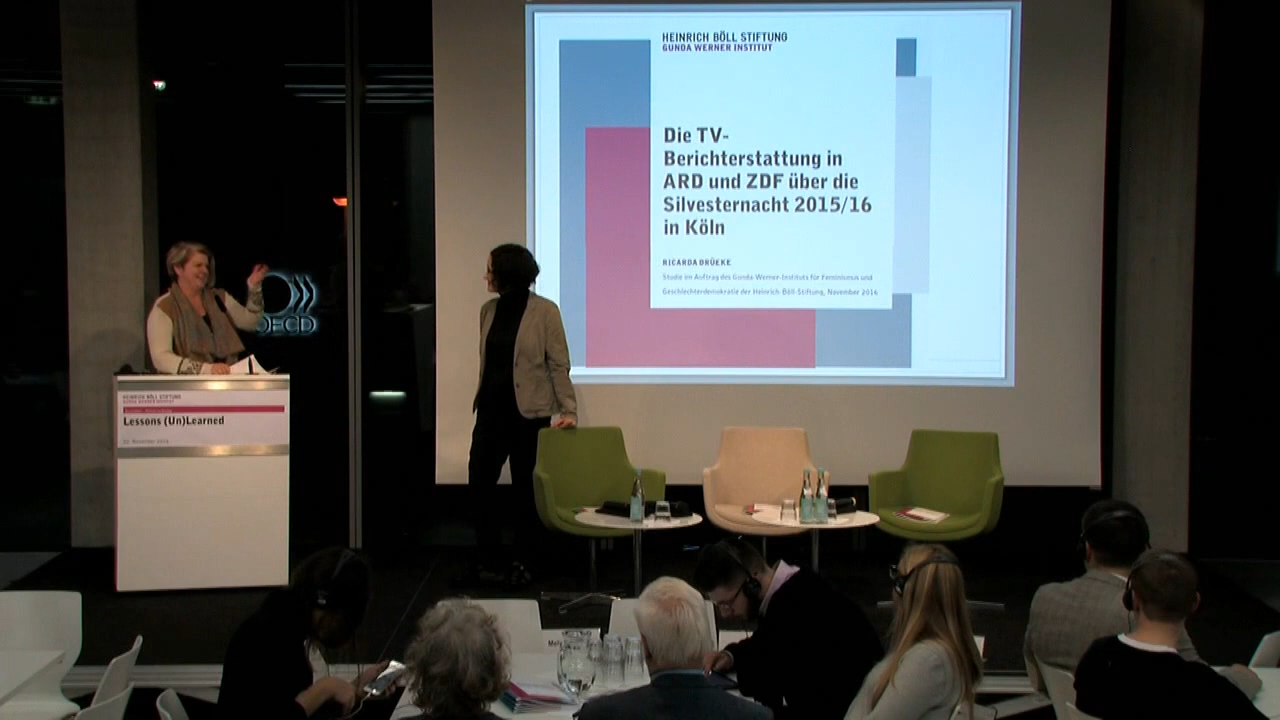 HEINRICH BÖLL STIFTUNG
GUNDA WERNER INSTITUT
Die TV-
Berichterstattung in
ARD und ZDF über die
Silvesternacht 2015/16
in Köln
RICARDA DRÜEKE
Studie im Auftrag des Gunda-Werner-Instituts für Feminismus und
Geschlechterdemokratie der Heinrich-Böll-Stiftung, November 2016
OECD
HEINRICH BÖLL STIFTUNG
GUNDA WERNER INSTITUT
Lessons (Un)Learned
November 2016